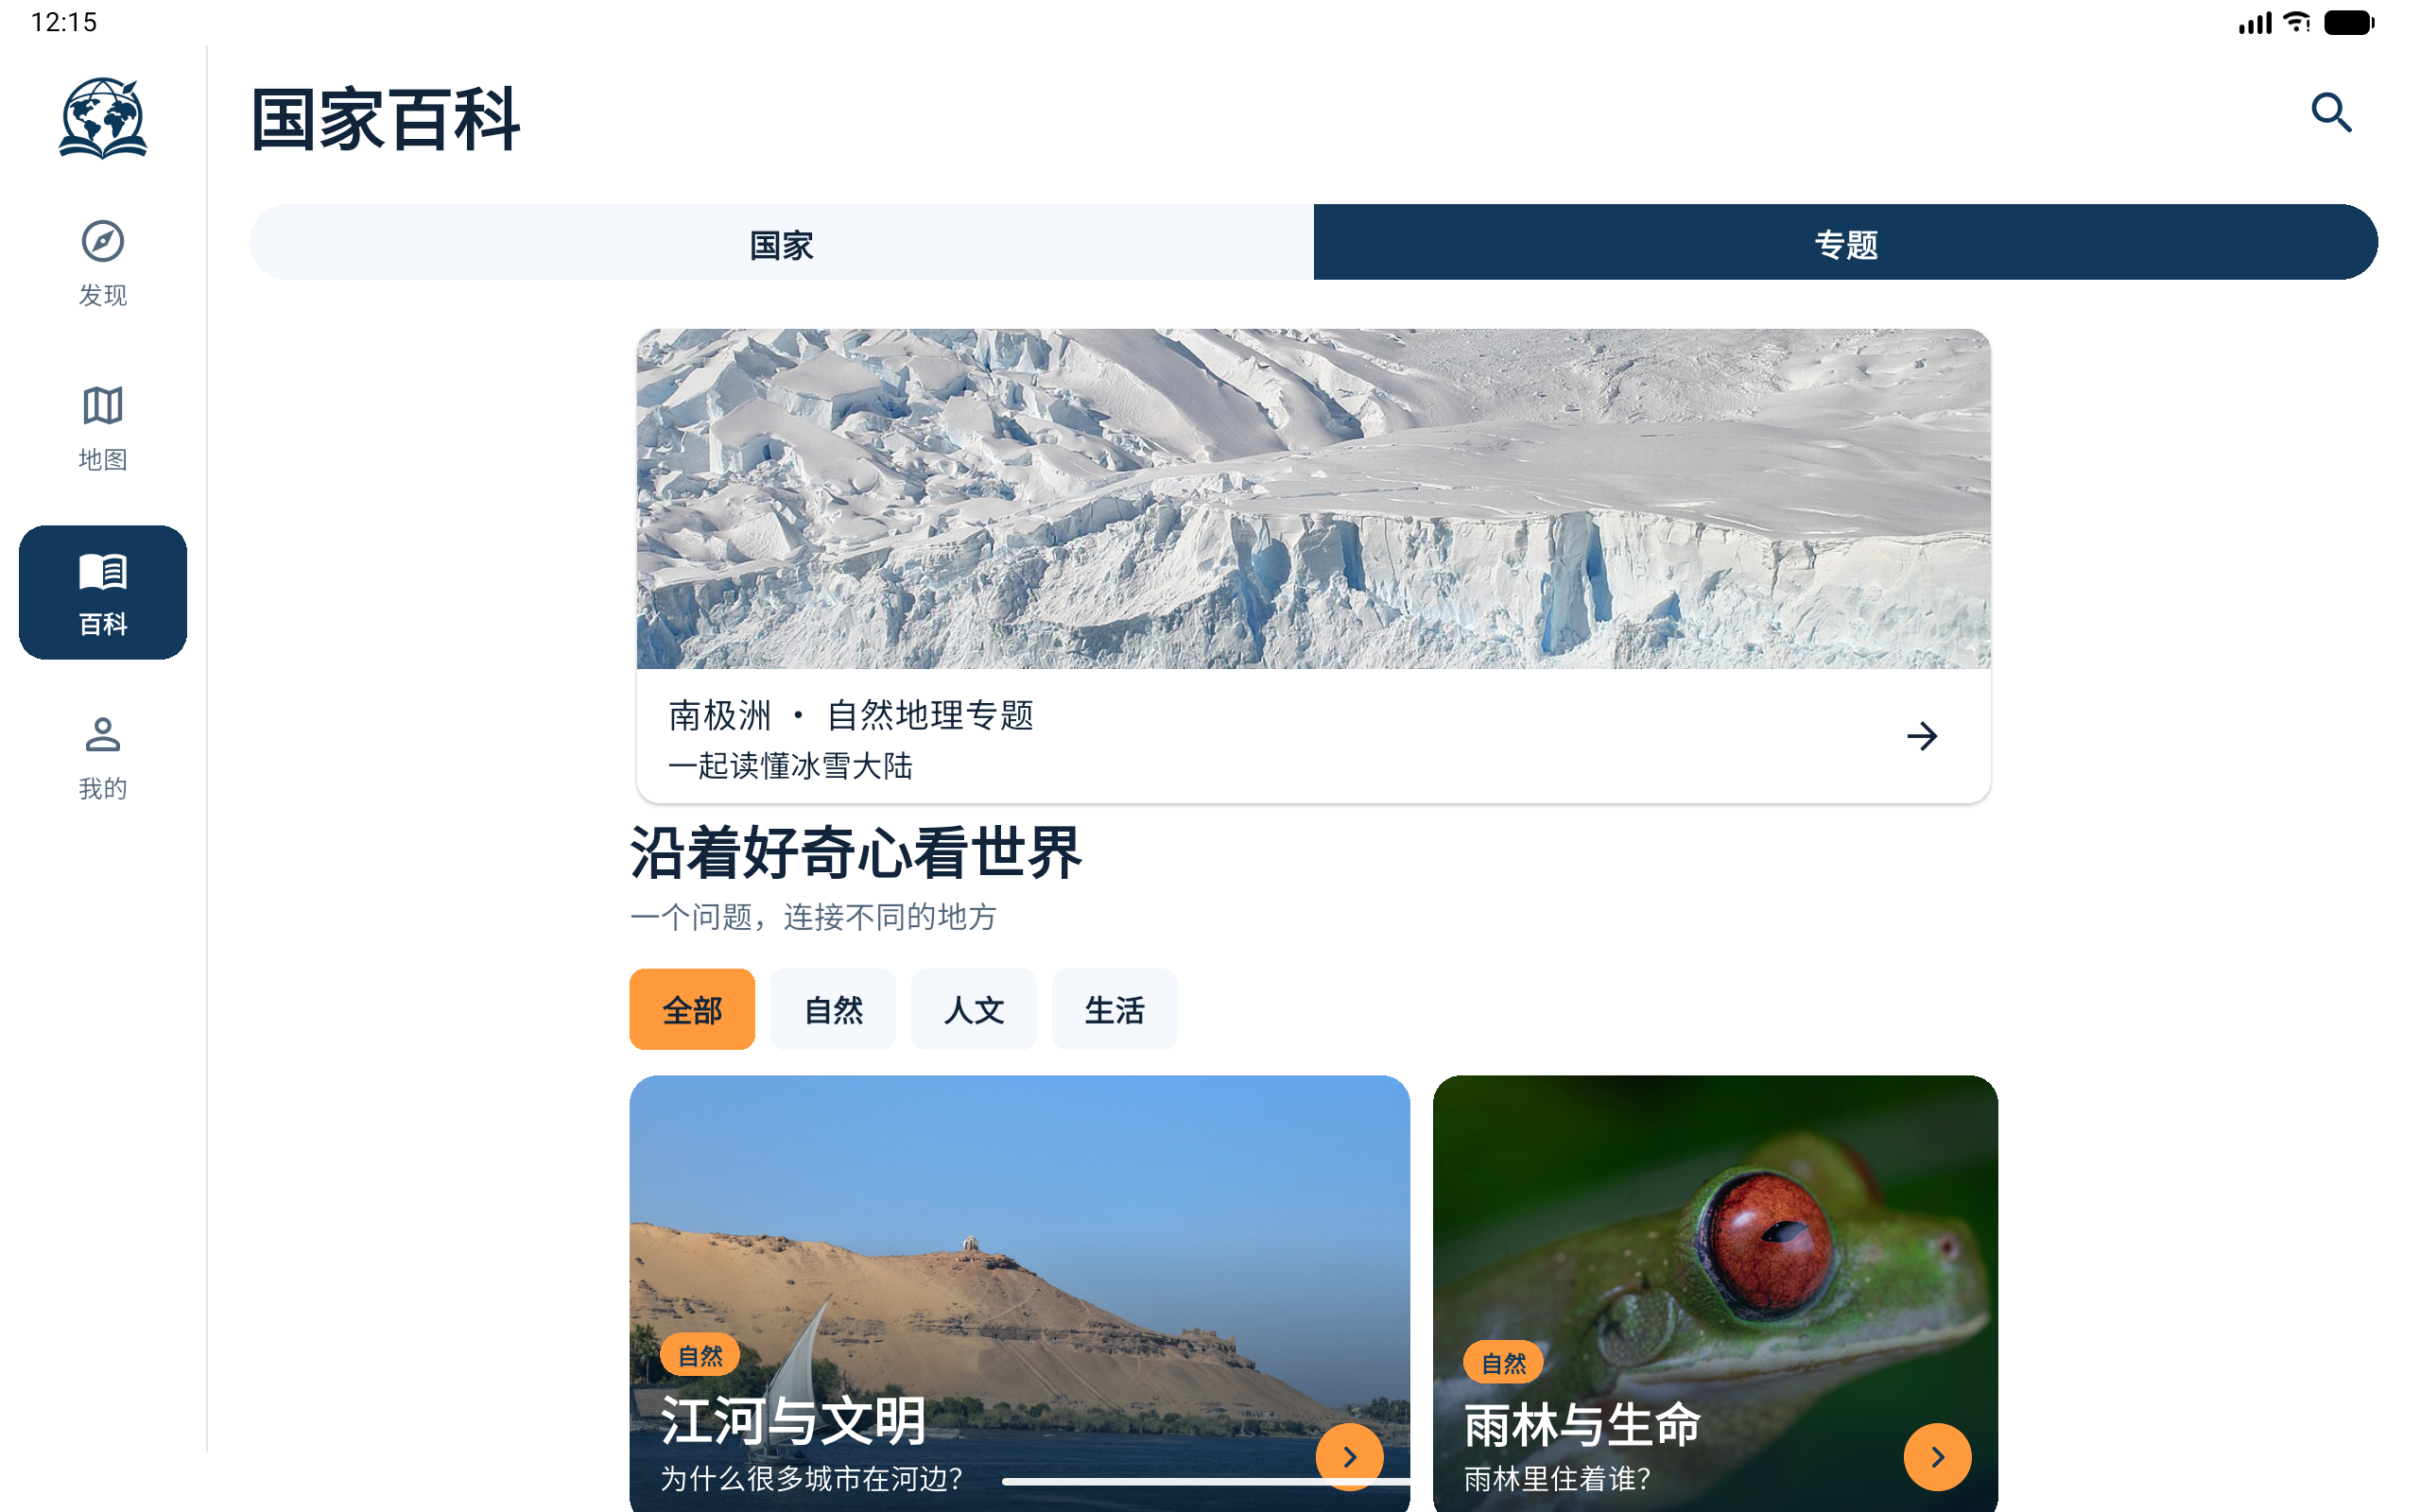 12:15
国家百科
国家
专题
发现
地图
百科
我的
南极洲 · 自然地理专题
一起读懂冰雪大陆
沿着好奇心看世界
一个问题，连接不同的地方
全部
自然
人文
生活
自然
江河与文明
为什么很多城市在河边？
自然
雨林与生命
雨林里住着谁？